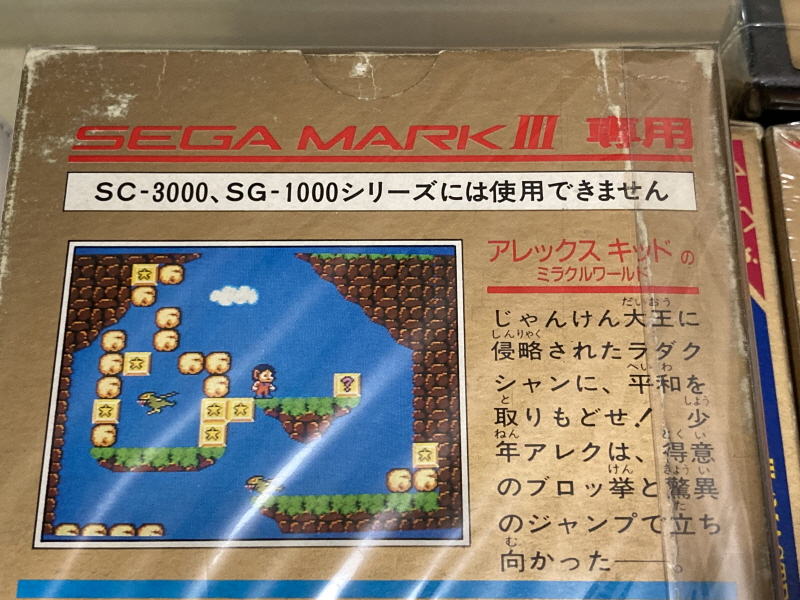 SEGA MARK III 専用
SC-3000、SG-1000シリーズには使用できません
アレックス キッドの
ミラクルワールド
じゃんけん大王に
侵略されたラダク
シャンに、平和を
取りもどせ! 少
年アレクは、得意
のブロッ拳と驚異
のジャンプで立ち
向かった——。